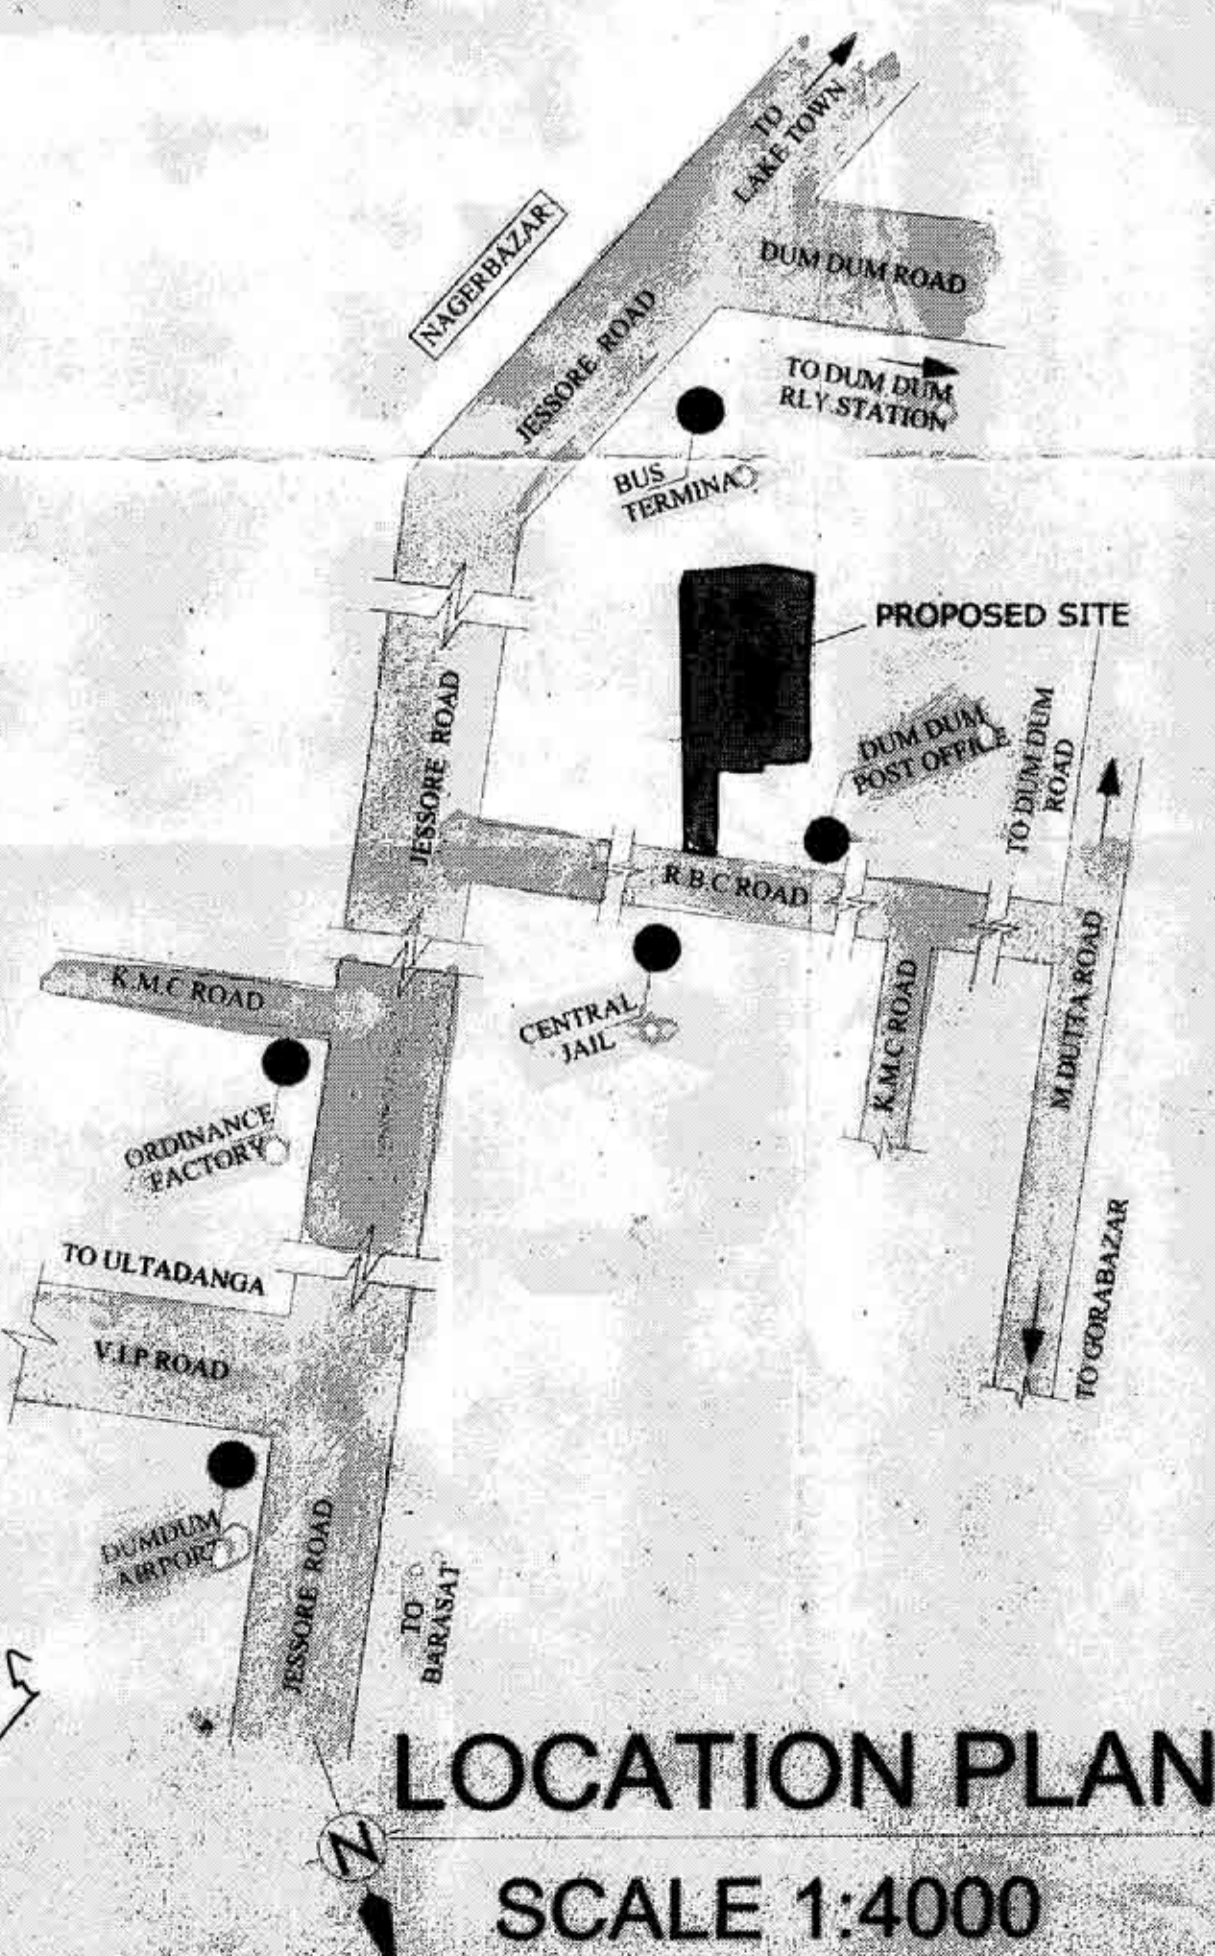 TO
LAKE TOWN
NAGERBAZAR
DUM DUM ROAD
JESSORE ROAD
TO DUM DUM
RLY.STATION
BUS
TERMINA
PROPOSED SITE
JESSORE ROAD
DUM DUM
POST OFFICE
TO DUM DUM
ROAD
R.B.C ROAD
K.M.C ROAD
CENTRAL
JAIL
K.M.C ROAD
M.DUTTA ROAD
ORDINANCE
FACTORY
TO ULTADANGA
V.I.P ROAD
TO GORABAZAR
DUMDUM
AIRPORT
JESSORE ROAD
TO
BARASAT
LOCATION PLAN
N
SCALE 1:4000